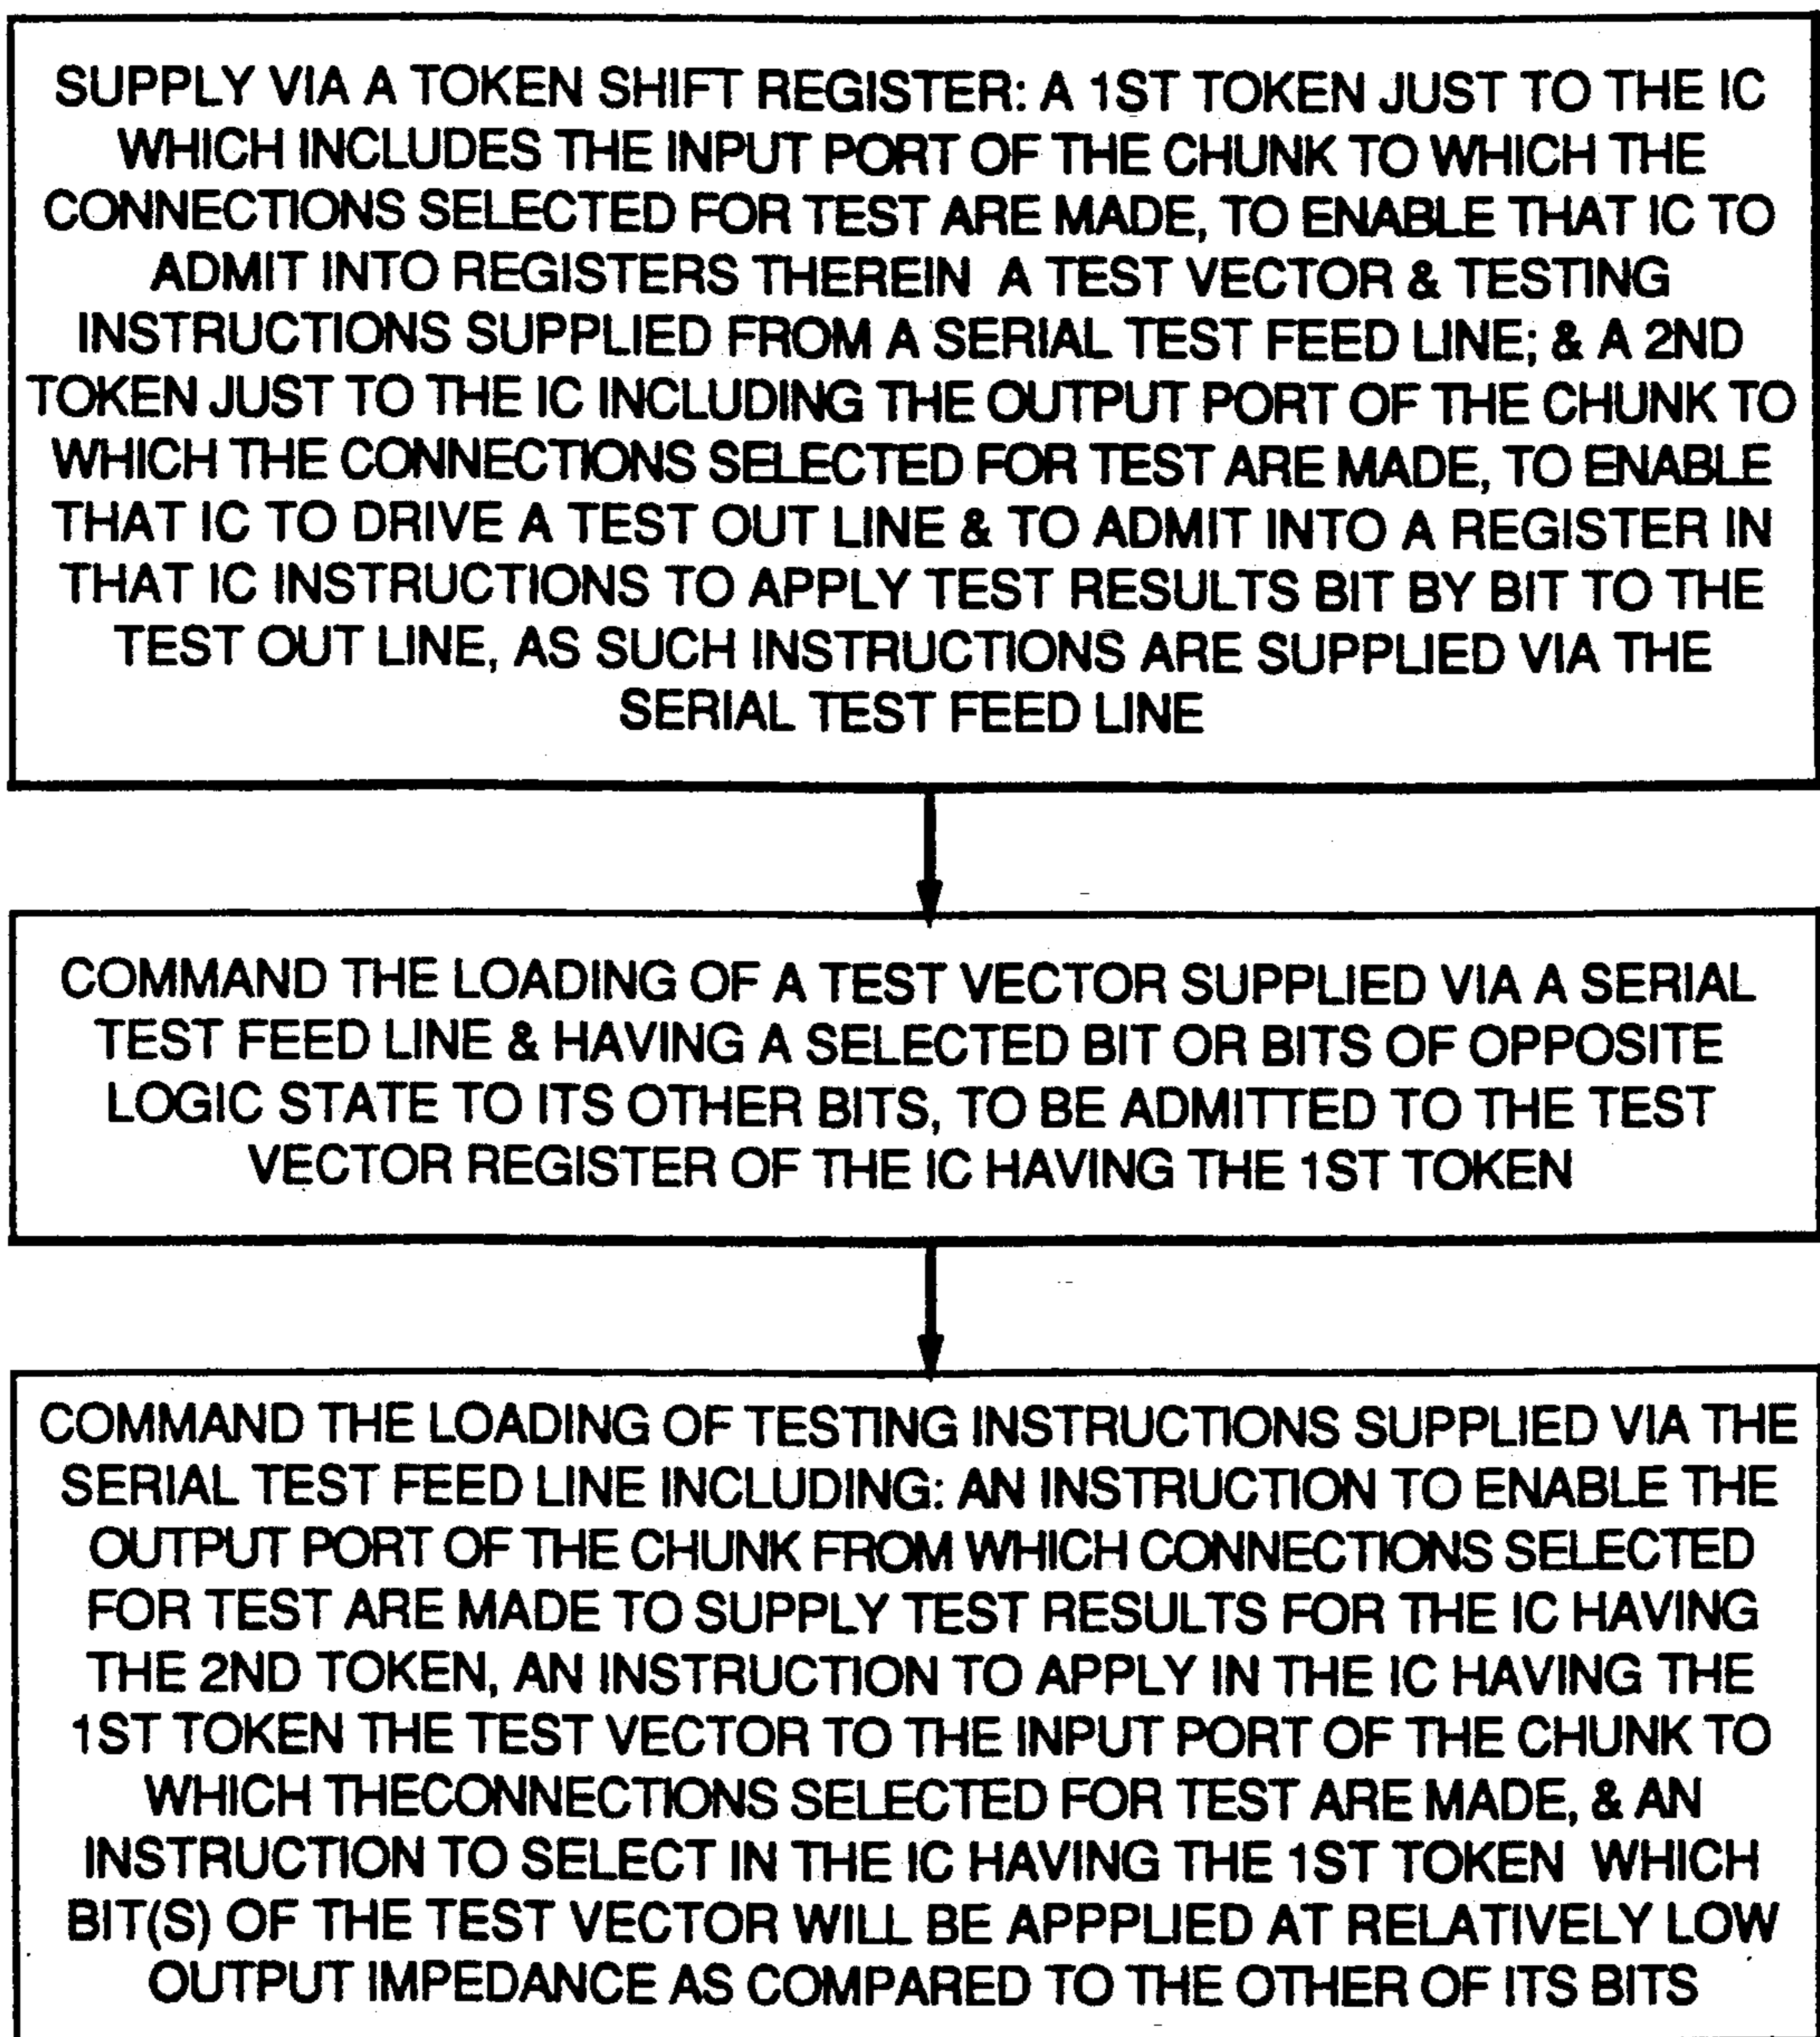 SUPPLY VIA A TOKEN SHIFT REGISTER: A 1ST TOKEN JUST TO THE IC
WHICH INCLUDES THE INPUT PORT OF THE CHUNK TO WHICH THE
CONNECTIONS SELECTED FOR TEST ARE MADE, TO ENABLE THAT IC TO
ADMIT INTO REGISTERS THEREIN A TEST VECTOR & TESTING
INSTRUCTIONS SUPPLIED FROM A SERIAL TEST FEED LINE; & A 2ND
TOKEN JUST TO THE IC INCLUDING THE OUTPUT PORT OF THE CHUNK TO
WHICH THE CONNECTIONS SELECTED FOR TEST ARE MADE, TO ENABLE
THAT IC TO DRIVE A TEST OUT LINE & TO ADMIT INTO A REGISTER IN
THAT IC INSTRUCTIONS TO APPLY TEST RESULTS BIT BY BIT TO THE
TEST OUT LINE, AS SUCH INSTRUCTIONS ARE SUPPLIED VIA THE
SERIAL TEST FEED LINE
COMMAND THE LOADING OF A TEST VECTOR SUPPLIED VIA A SERIAL
TEST FEED LINE & HAVING A SELECTED BIT OR BITS OF OPPOSITE
LOGIC STATE TO ITS OTHER BITS, TO BE ADMITTED TO THE TEST
VECTOR REGISTER OF THE IC HAVING THE 1ST TOKEN
COMMAND THE LOADING OF TESTING INSTRUCTIONS SUPPLIED VIA THE
SERIAL TEST FEED LINE INCLUDING: AN INSTRUCTION TO ENABLE THE
OUTPUT PORT OF THE CHUNK FROM WHICH CONNECTIONS SELECTED
FOR TEST ARE MADE TO SUPPLY TEST RESULTS FOR THE IC HAVING
THE 2ND TOKEN, AN INSTRUCTION TO APPLY IN THE IC HAVING THE
1ST TOKEN THE TEST VECTOR TO THE INPUT PORT OF THE CHUNK TO
WHICH THECONNECTIONS SELECTED FOR TEST ARE MADE, & AN
INSTRUCTION TO SELECT IN THE IC HAVING THE 1ST TOKEN WHICH
BIT(S) OF THE TEST VECTOR WILL BE APPPLIED AT RELATIVELY LOW
OUTPUT IMPEDANCE AS COMPARED TO THE OTHER OF ITS BITS